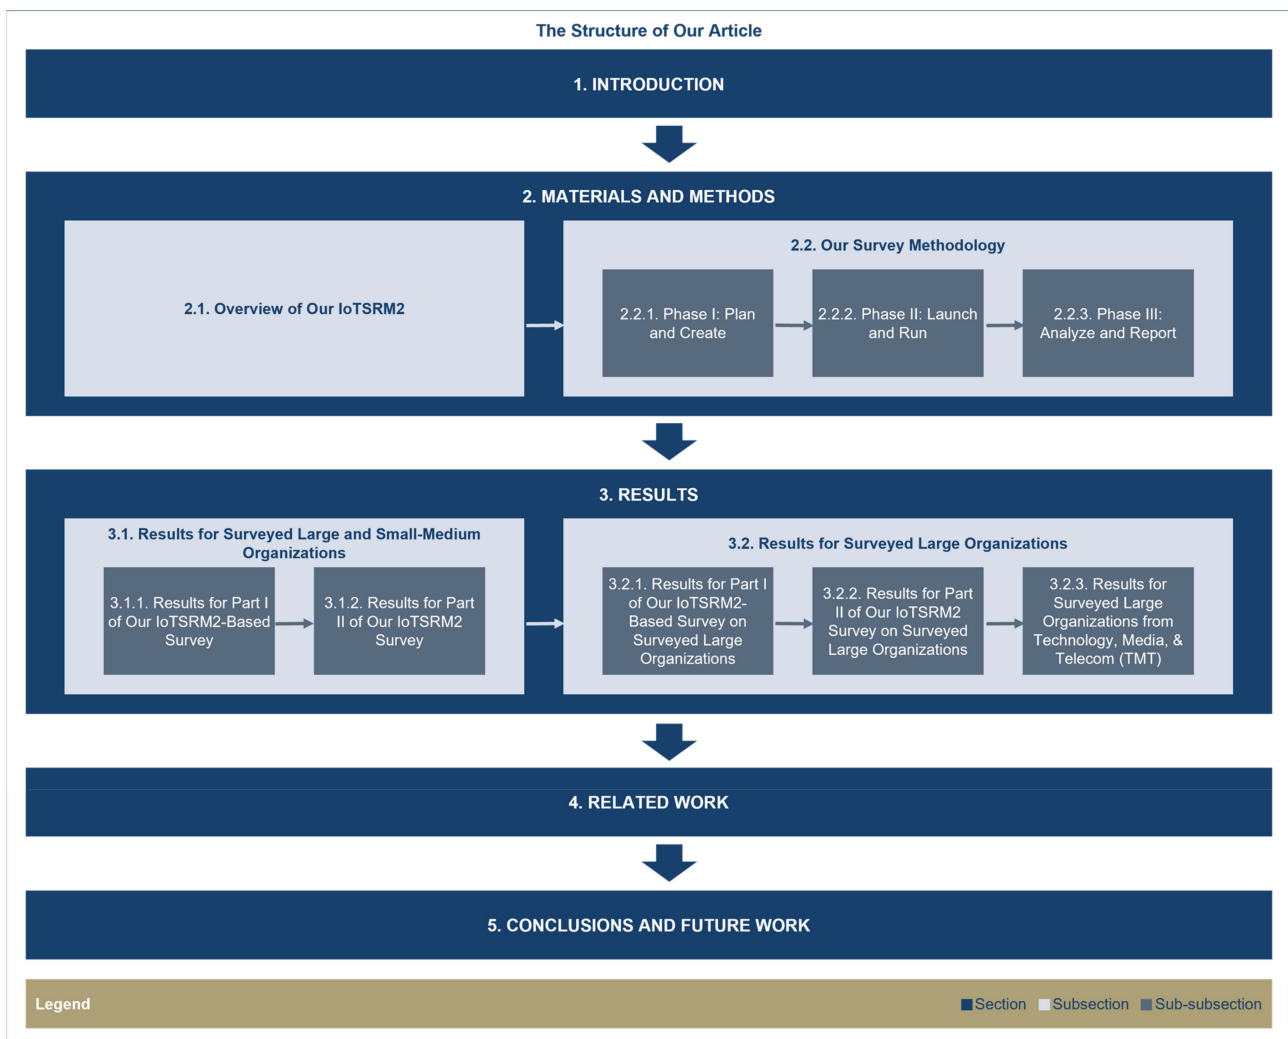 The Structure of Our Article
1. INTRODUCTION
2. MATERIALS AND METHODS
2.1. Overview of Our IoTSRM2
2.2. Our Survey Methodology
2.2.1. Phase I: Plan
and Create
2.2.2. Phase II: Launch
and Run
2.2.3. Phase III:
Analyze and Report
3. RESULTS
3.1. Results for Surveyed Large and Small-Medium
Organizations
3.1.1. Results for Part I
of Our IoTSRM2-Based
Survey
3.1.2. Results for Part
II of Our IoTSRM2
Survey
3.2. Results for Surveyed Large Organizations
3.2.1. Results for Part I
of Our IoTSRM2-
Based Survey on
Surveyed Large
Organizations
3.2.2. Results for Part
II of Our IoTSRM2
Survey on Surveyed
Large Organizations
3.2.3. Results for
Surveyed Large
Organizations from
Technology, Media, &
Telecom (TMT)
4. RELATED WORK
5. CONCLUSIONS AND FUTURE WORK
Legend
Section
Subsection
Sub-subsection